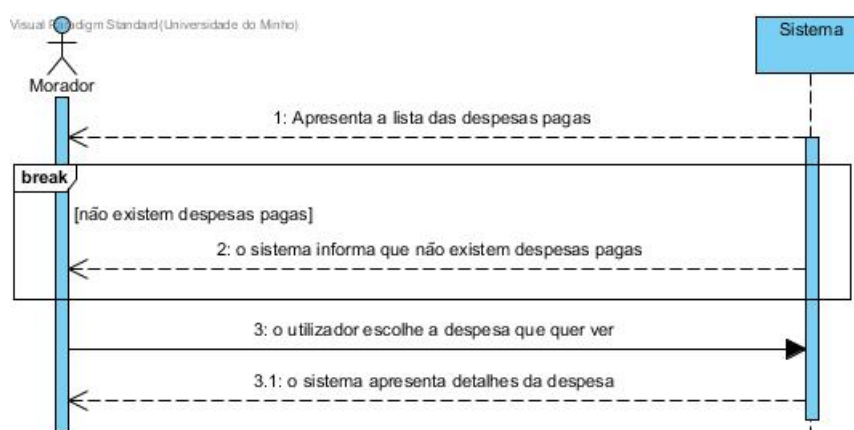 Visual Paradigm Standard(Universidade do Minho)
Sistema
Morador
1: Apresenta a lista das despesas pagas
break
[não existem despesas pagas]
2: o sistema informa que não existem despesas pagas
3: o utilizador escolhe a despesa que quer ver
3.1: o sistema apresenta detalhes da despesa